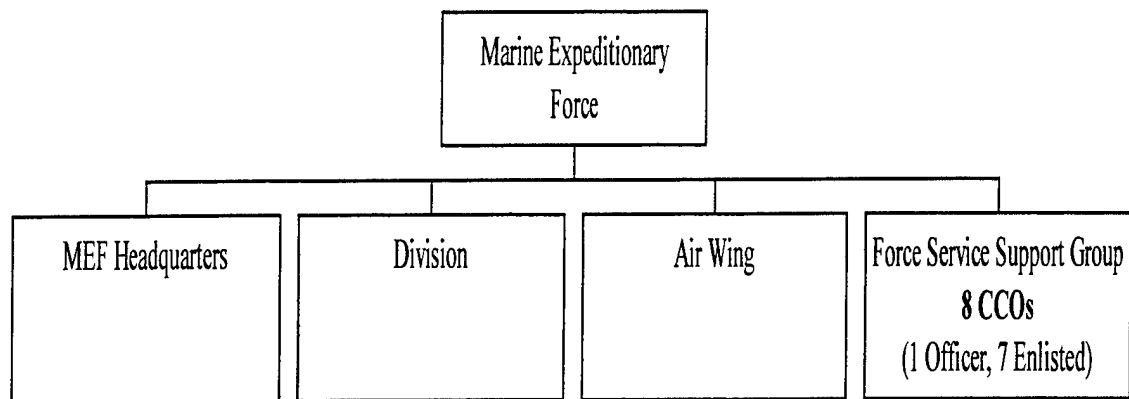 Marine Expeditionary
Force
MEF Headquarters
Division
Air Wing
Force Service Support Group
8 CCOs
(1 Officer, 7 Enlisted)